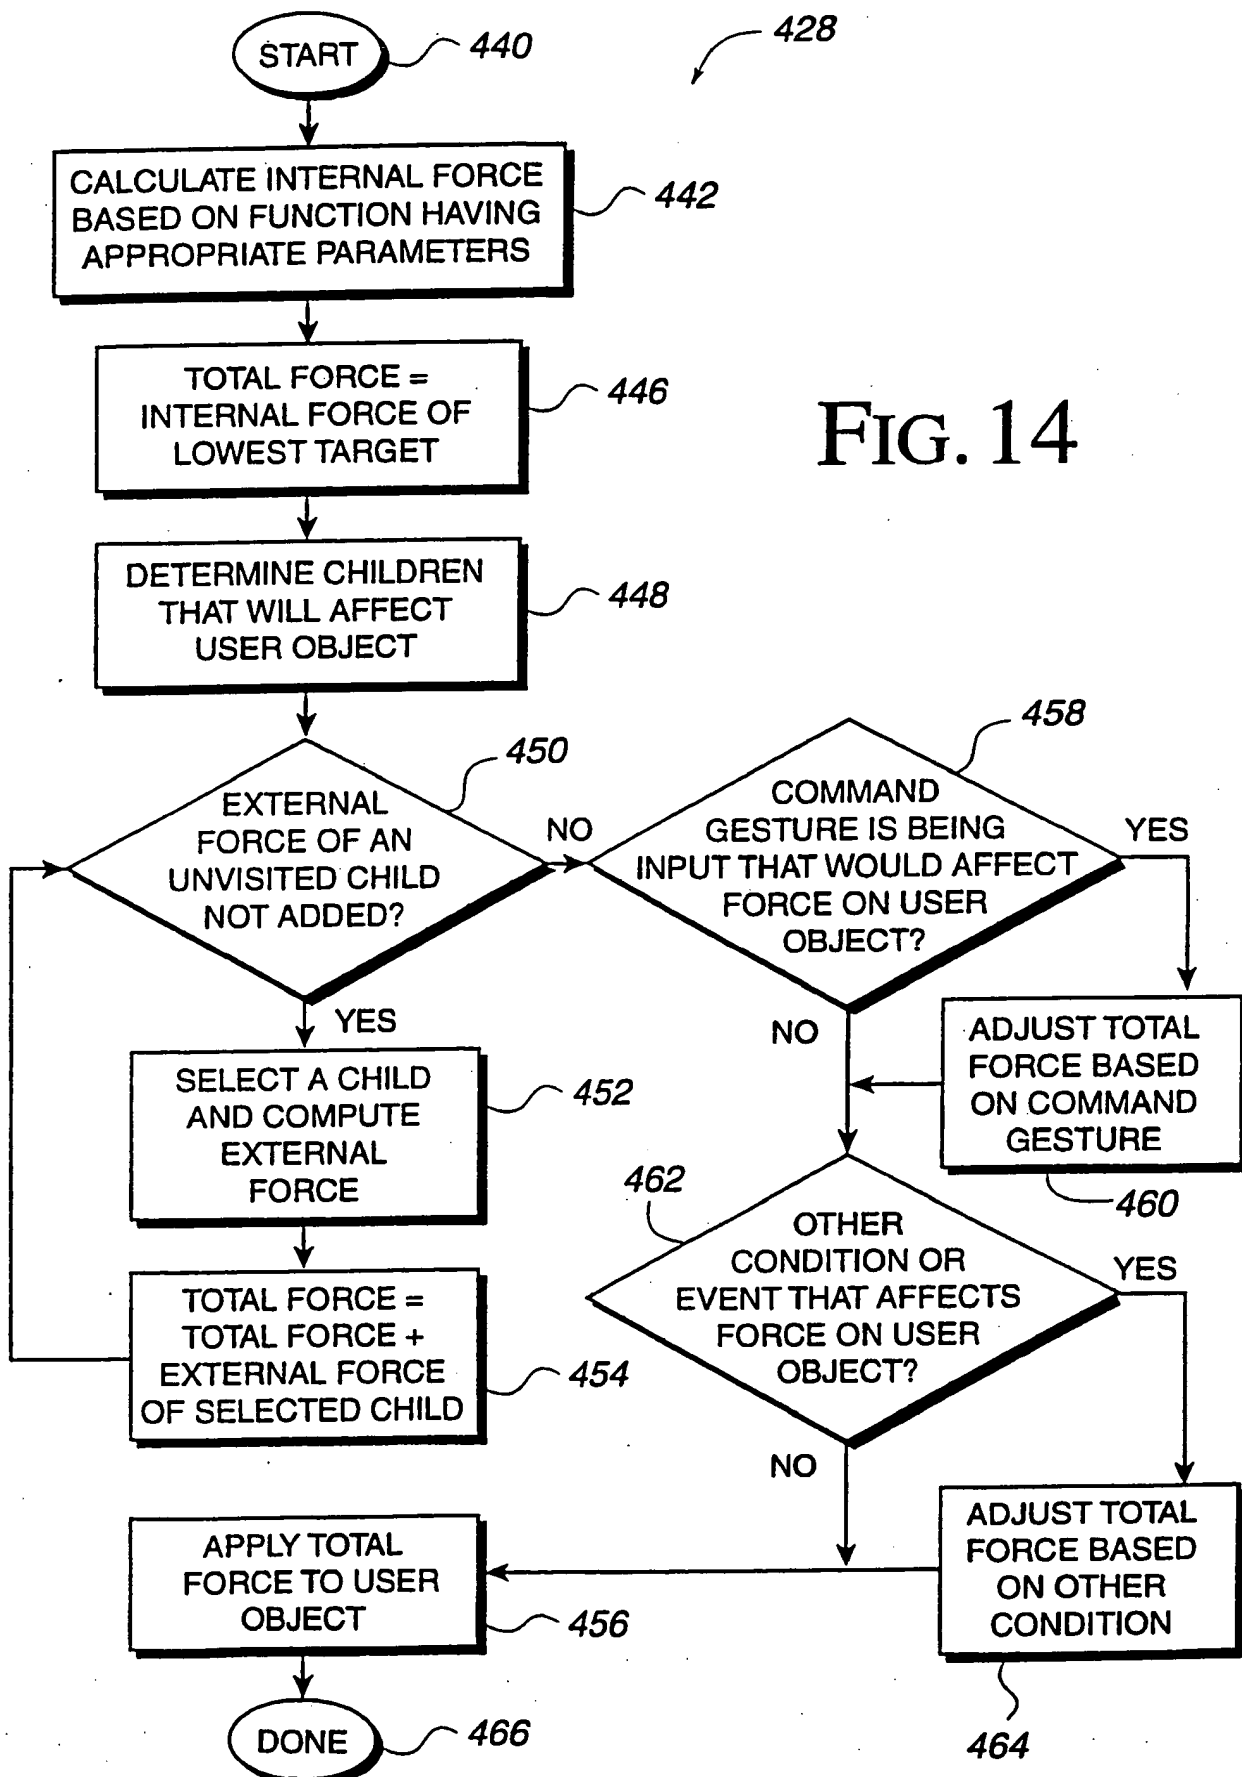 START
440
428
CALCULATE INTERNAL FORCE
BASED ON FUNCTION HAVING
APPROPRIATE PARAMETERS
442
TOTAL FORCE =
INTERNAL FORCE OF
LOWEST TARGET
446
FIG. 14
DETERMINE CHILDREN
THAT WILL AFFECT
USER OBJECT
448
EXTERNAL
FORCE OF AN
UNVISITED CHILD
NOT ADDED?
450
NO
YES
COMMAND
GESTURE IS BEING
INPUT THAT WOULD AFFECT
FORCE ON USER
OBJECT?
458
YES
NO
SELECT A CHILD
AND COMPUTE
EXTERNAL
FORCE
452
ADJUST TOTAL
FORCE BASED
ON COMMAND
GESTURE
460
TOTAL FORCE =
TOTAL FORCE +
EXTERNAL FORCE
OF SELECTED CHILD
454
462
OTHER
CONDITION OR
EVENT THAT AFFECTS
FORCE ON USER
OBJECT?
YES
NO
APPLY TOTAL
FORCE TO USER
OBJECT
456
ADJUST TOTAL
FORCE BASED
ON OTHER
CONDITION
464
DONE
466